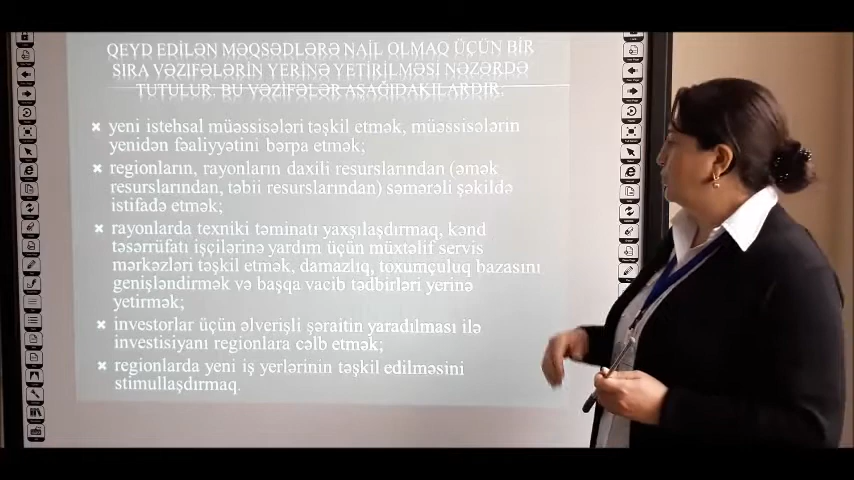 QEYD EDİLƏN MƏQSƏDLƏRƏ NAİL OLMAQ ÜÇÜN BİR
SIRA VƏZİFƏLƏRİN YERİNƏ YETİRİLMƏSİ NƏZƏRDƏ
TUTULUR. BU VƏZİFƏLƏR AŞAĞIDAKILARDIR:
yeni istehsal müəssisələri təşkil etmək, müəssisələrin
yenidən fəaliyyətini bərpa etmək;
regionların, rayonların daxili resurslarından (əmək
resurslarından, təbii resurslarından) səmərəli şəkildə
istifadə etmək;
rayonlarda texniki təminatı yaxşılaşdırmaq, kənd
təsərrüfatı işçilərinə yardım üçün müxtəlif servis
mərkəzləri təşkil etmək, damazlıq, toxumçuluq bazasını
genişləndirmək və başqa vacib tədbirləri yerinə
yetirmək;
investorlar üçün əlverişli şəraitin yaradılması ilə
investisiyanı regionlara cəlb etmək;
regionlarda yeni iş yerlərinin təşkil edilməsini
stimullaşdırmaq.